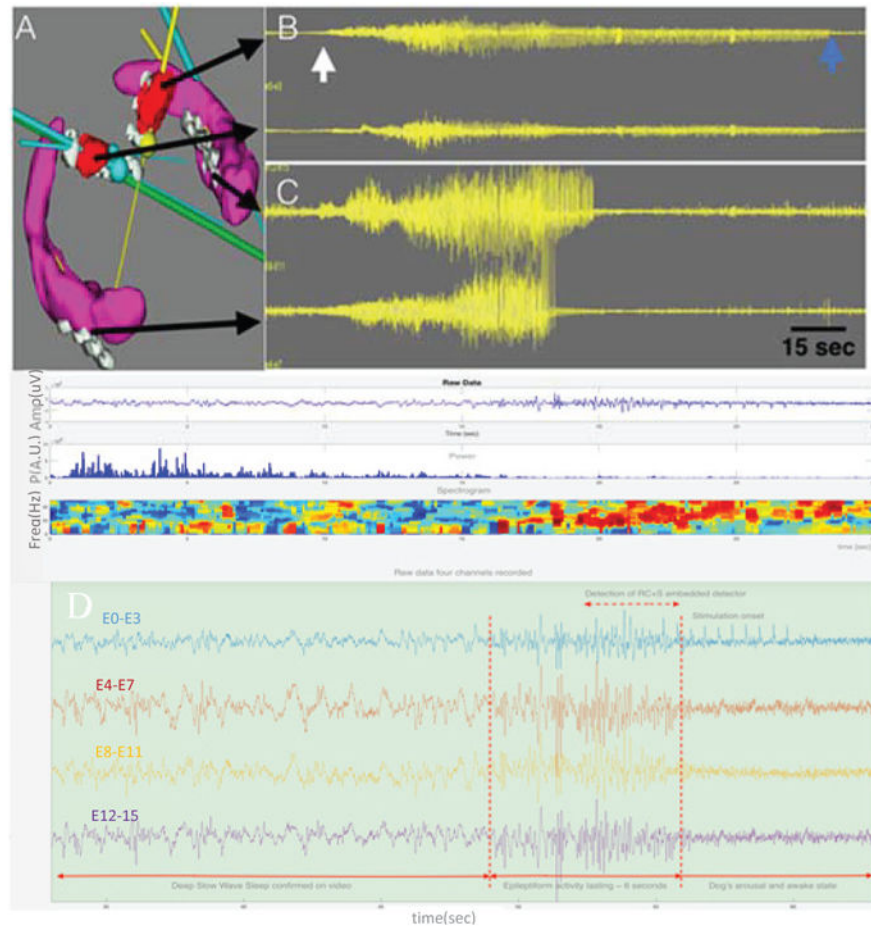 A
B
C
15 sec
Raw Data
Amp(uV)
Time (sec)
P(A.U.)
Power
Spectrogram
Freq(Hz)
time (sec)
Raw data four channels recorded
D
Detection of RC+S embedded detector
E0-E3
Stimulation onset
E4-E7
E8-E11
E12-15
Deep Slow Wave Sleep confirmed on video
Epileptiform activity lasting ~ 6 seconds
Dog's arousal and awake state
time(sec)